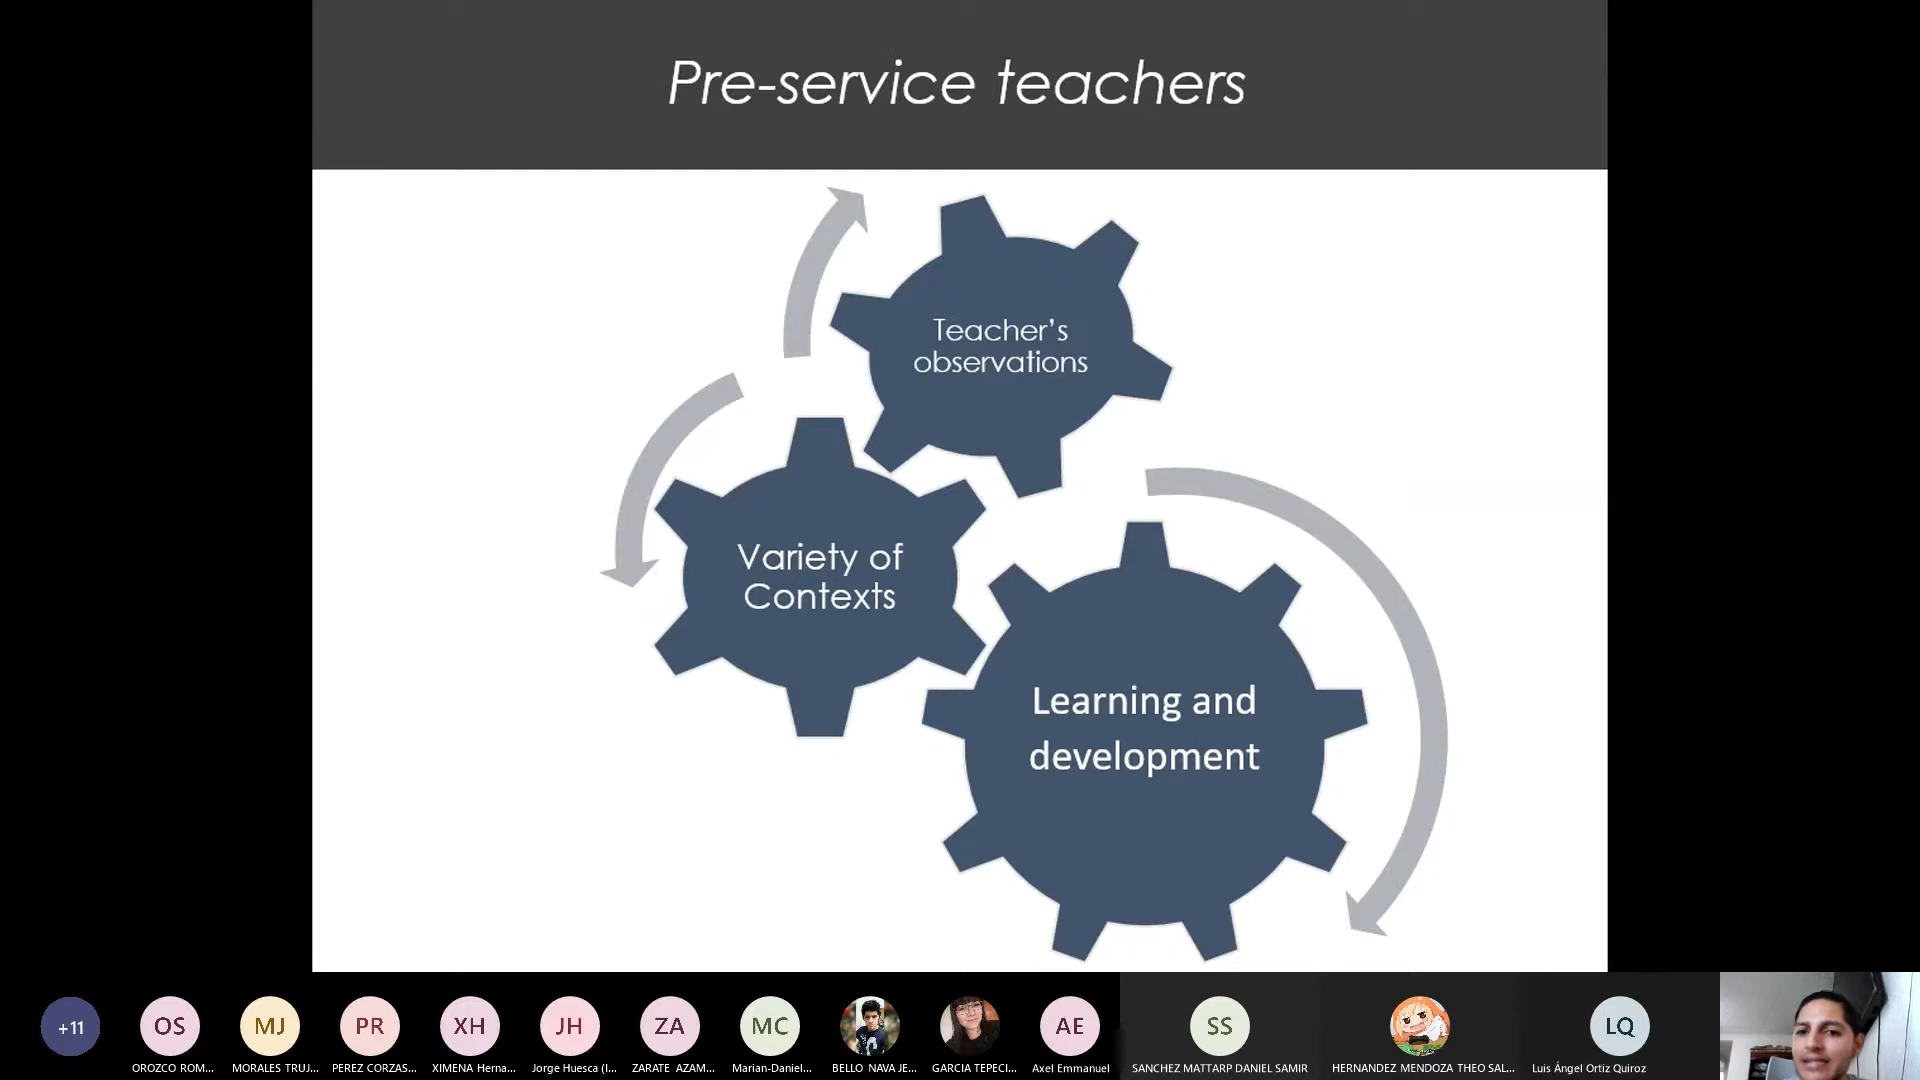 Pre-service teachers
Teacher’s
observations
Variety of
Contexts
Learning and
development
+11
OS
MJ
PR
XH
JH
ZA
MC
AE
SS
LQ
OROZCO ROM...
MORALES TRUJ...
PEREZ CORZAS...
XIMENA Herna...
Jorge Huesca (I...
ZARATE AZAM...
Marian-Daniel...
BELLO NAVA JE...
GARCIA TEPECI...
Axel Emmanuel
SANCHEZ MATTARP DANIEL SAMIR
HERNANDEZ MENDOZA THEO SAL...
Luis Ángel Ortiz Quiroz